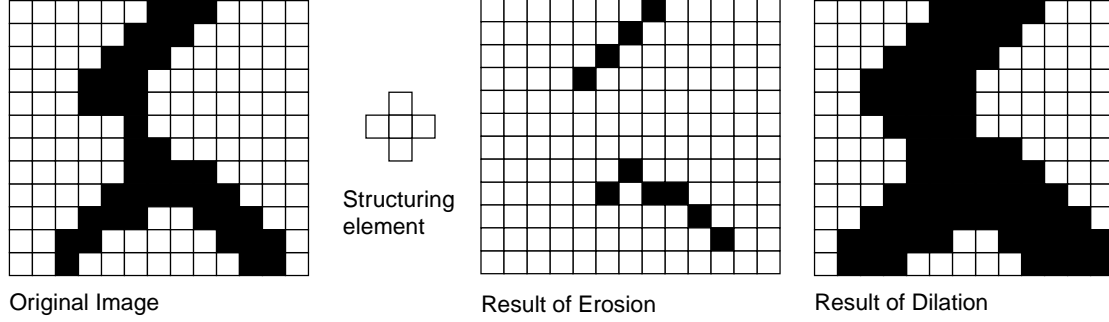 Structuring
element
Original Image
Result of Erosion
Result of Dilation